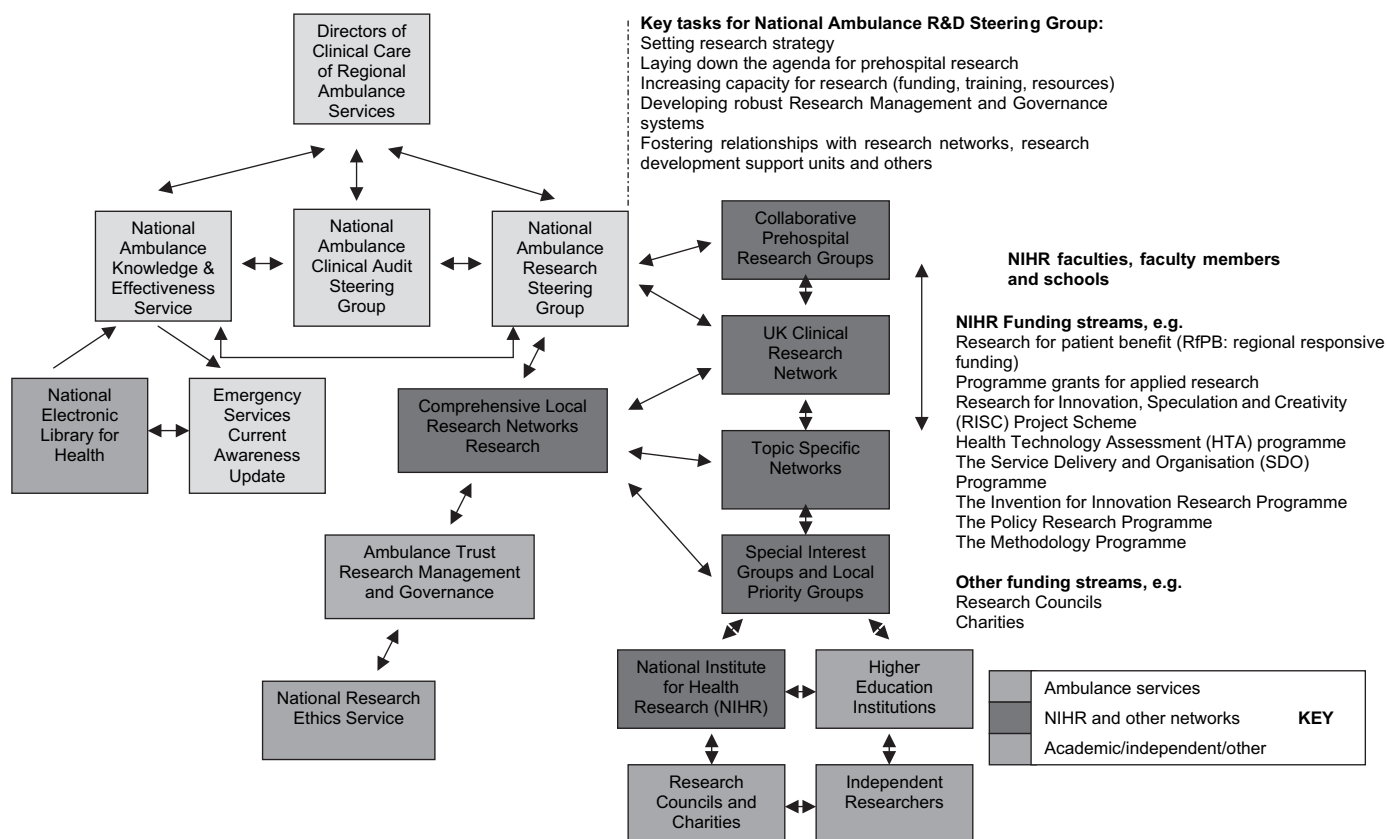 Directors of
Clinical Care
of Regional
Ambulance
Services
Key tasks for National Ambulance R&D Steering Group:
Setting research strategy
Laying down the agenda for prehospital research
Increasing capacity for research (funding, training, resources)
Developing robust Research Management and Governance
systems
Fostering relationships with research networks, research
development support units and others
National
Ambulance
Knowledge &
Effectiveness
Service
National
Ambulance
Clinical Audit
Steering
Group
National
Ambulance
Research
Steering
Group
Collaborative
Prehospital
Research Groups
UK Clinical
Research
Network
NIHR faculties, faculty members
and schools
NIHR Funding streams, e.g.
Research for patient benefit (RfPB: regional responsive
funding)
Programme grants for applied research
Research for Innovation, Speculation and Creativity
(RISC) Project Scheme
Health Technology Assessment (HTA) programme
The Service Delivery and Organisation (SDO)
Programme
The Invention for Innovation Research Programme
The Policy Research Programme
The Methodology Programme
Other funding streams, e.g.
Research Councils
Charities
National
Electronic
Library for
Health
Emergency
Services
Current
Awareness
Update
Comprehensive Local
Research Networks
Research
Topic Specific
Networks
Ambulance Trust
Research Management
and Governance
Special Interest
Groups and Local
Priority Groups
National Research
Ethics Service
National Institute
for Health
Research (NIHR)
Higher
Education
Institutions
Research
Councils and
Charities
Independent
Researchers
Ambulance services
NIHR and other networks KEY
Academic/independent/other